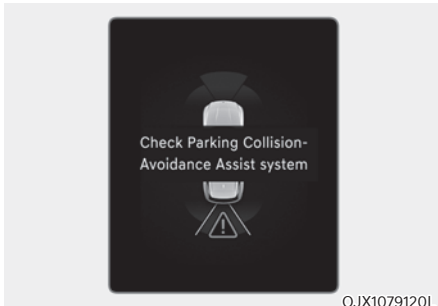 Check Parking Collision-
Avoidance Assist system
OJX1079120L